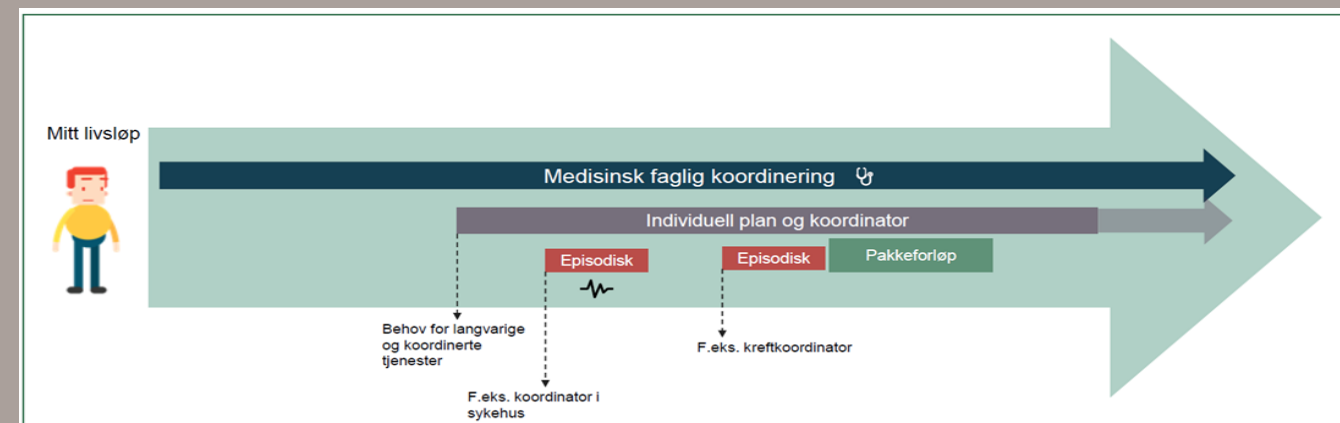 Mitt livsløp
Medisinsk faglig koordinering
Individuell plan og koordinator
Episodisk
Episodisk
Pakkeforløp
Behov for langvarige
og koordinerte
tjenester
F.eks. kreftkoordinator
F.eks. koordinator i
sykehus